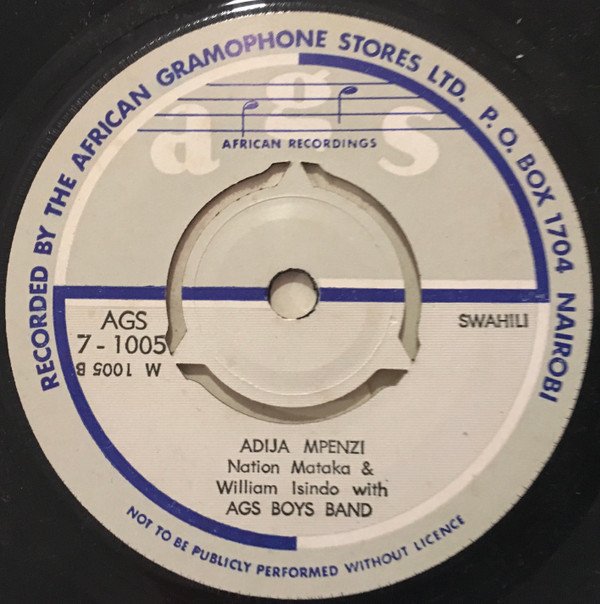 RECORDED BY THE AFRICAN GRAMOPHONE STORES LTD. P. O. BOX 1704 NAIROBI
ags
AFRICAN RECORDINGS
AGS
7 - 1005
M 1005 B
SWAHILI
ADIJA MPENZI
Nation Mataka &
William Isindo with
AGS BOYS BAND
NOT TO BE PUBLICLY PERFORMED WITHOUT LICENCE